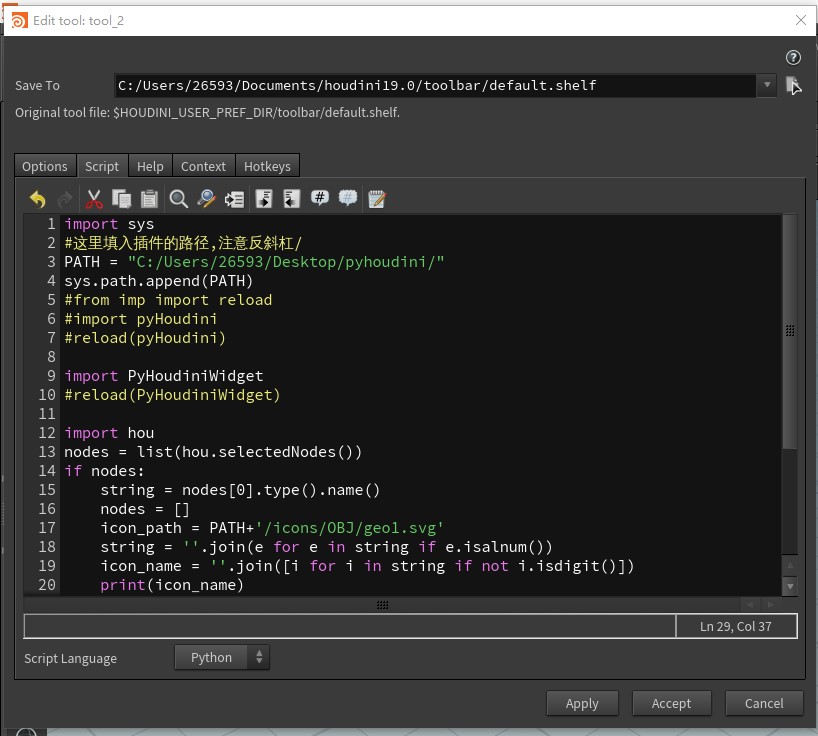 Edit tool: tool_2
Save To
C:/Users/26593/Documents/houdini19.0/toolbar/default.shelf
Original tool file: $HOUDINI_USER_PREF_DIR/toolbar/default.shelf.
Options Script Help Context Hotkeys
1 import sys
2 #这里填入插件的路径,注意反斜杠/
3 PATH = "C:/Users/26593/Desktop/pyhoudini/"
4 sys.path.append(PATH)
5 #from imp import reload
6 #import pyHoudini
7 #reload(pyHoudini)
8
9 import PyHoudiniWidget
10 #reload(PyHoudiniWidget)
11
12 import hou
13 nodes = list(hou.selectedNodes())
14 if nodes:
15     string = nodes[0].type().name()
16     nodes = []
17     icon_path = PATH+'/icons/OBJ/geo1.svg'
18     string = ''.join(e for e in string if e.isalnum())
19     icon_name = ''.join([i for i in string if not i.isdigit()])
20     print(icon_name)
Ln 29, Col 37
Script Language
Python
Apply Accept Cancel